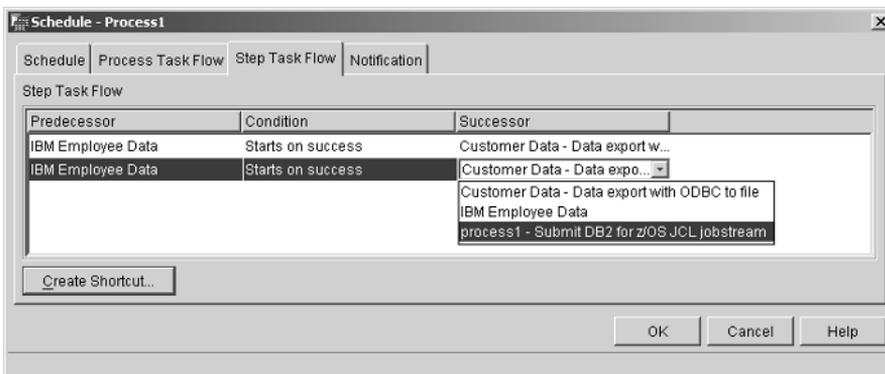 Schedule - Process1
Schedule Process Task Flow Step Task Flow Notification
Step Task Flow
Predecessor Condition Successor
IBM Employee Data Starts on success Customer Data - Data export w...
IBM Employee Data Starts on success Customer Data - Data expo...
Customer Data - Data export with ODBC to file
IBM Employee Data
process1 - Submit DB2 for z/OS JCL jobstream
Create Shortcut...
OK Cancel Help